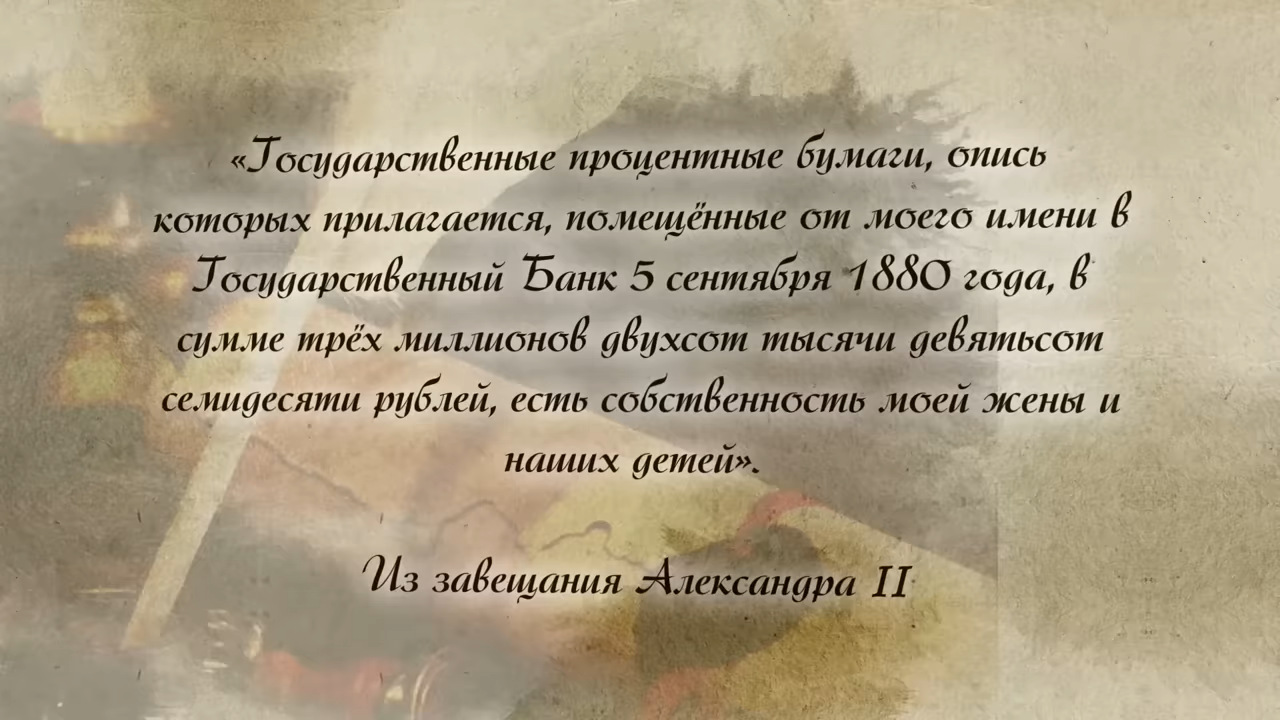 «Государственные процентные бумаги, опись
которых прилагается, помещённые от моего имени в
Государственный Банк 5 сентября 1880 года, в
сумме трёх миллионов двухсот тысячи девятьсот
семидесяти рублей, есть собственность моей жены и
наших детей».
Из завещания Александра II